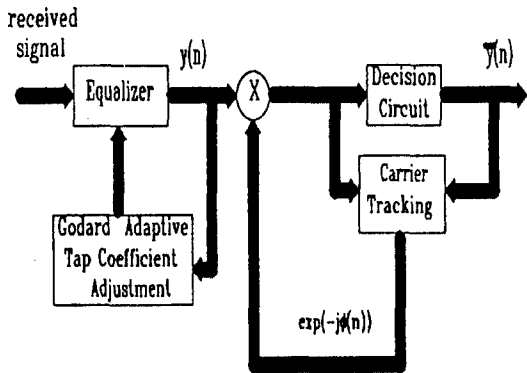 received
signal
y(n)
y̅(n)
Equalizer
X
Decision
Circuit
Carrier
Tracking
Godard Adaptive
Tap Coefficient
Adjustment
exp(-jϕ(n))